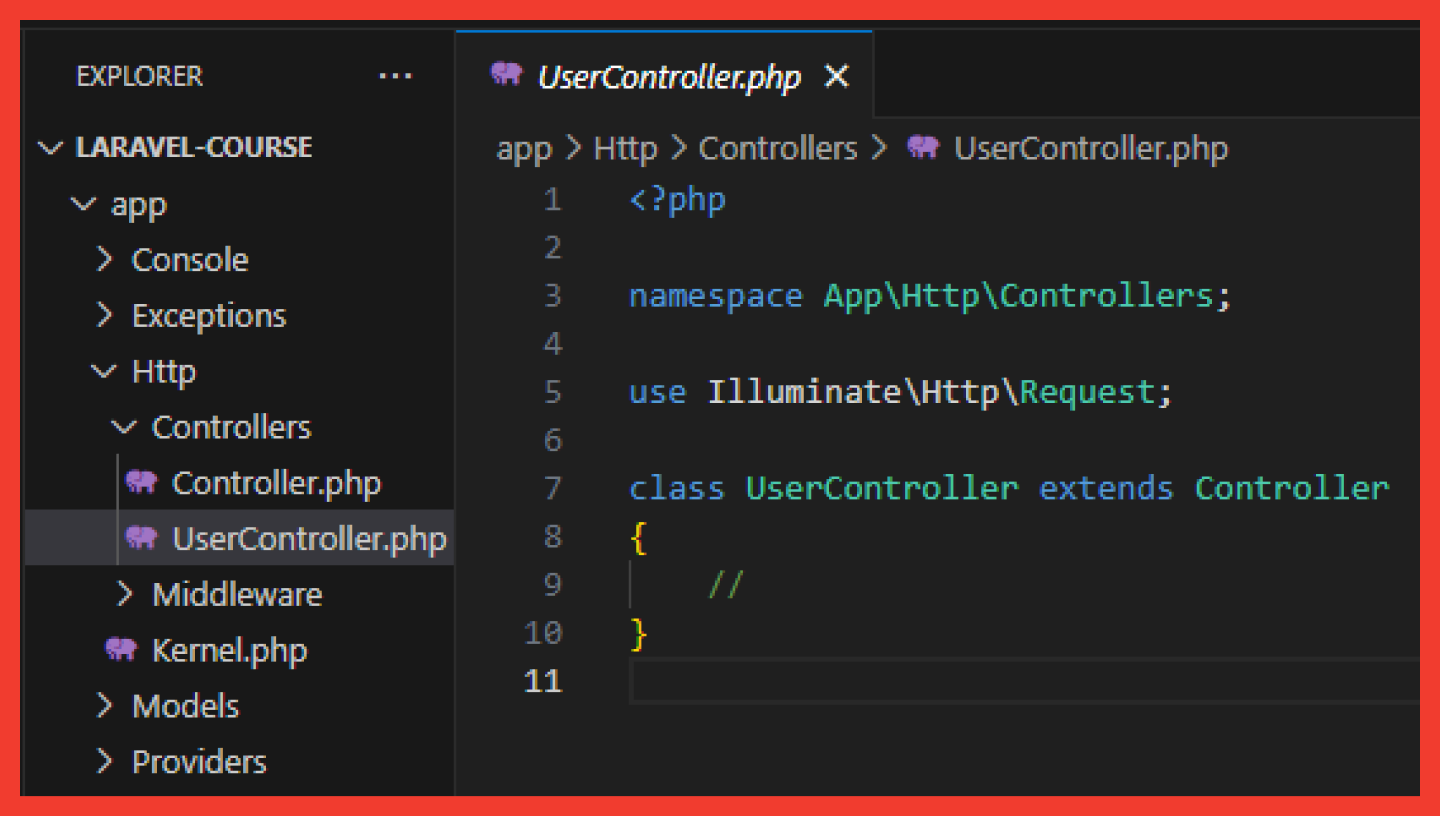 EXPLORER ...
LARAVEL-COURSE
app
Console
Exceptions
Http
Controllers
Controller.php
UserController.php
Middleware
Kernel.php
Models
Providers
UserController.php
app > Http > Controllers > UserController.php
1 <?php
2
3 namespace App\Http\Controllers;
4
5 use Illuminate\Http\Request;
6
7 class UserController extends Controller
8 {
9 //
10 }
11